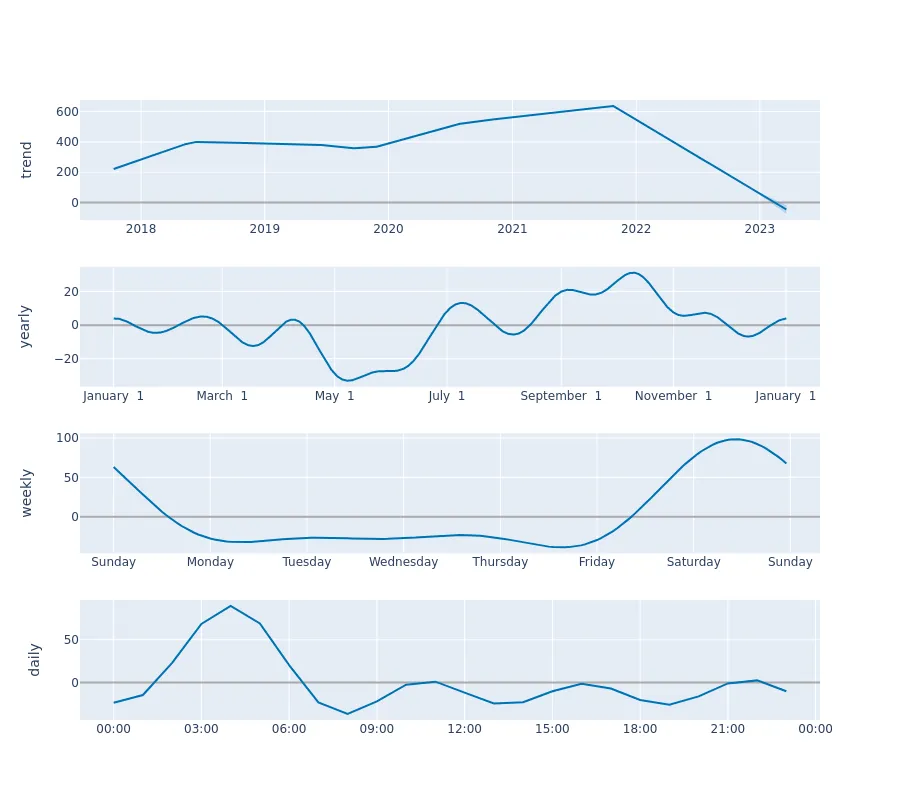 trend
600
400
200
0
2018 2019 2020 2021 2022 2023
yearly
20
0
−20
January 1 March 1 May 1 July 1 September 1 November 1 January 1
weekly
100
50
0
Sunday Monday Tuesday Wednesday Thursday Friday Saturday Sunday
daily
50
0
00:00 03:00 06:00 09:00 12:00 15:00 18:00 21:00 00:00